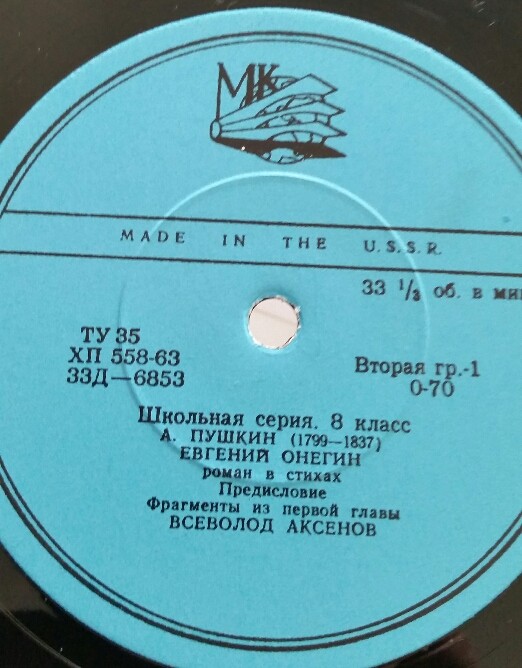 МК
MADE IN THE U.S.S.R.
33 1/3 об. в мин
ТУ 35
ХП 558-63
33Д—6853
Вторая гр.-1
0-70
Школьная серия. 8 класс
А. ПУШКИН (1799—1837)
ЕВГЕНИЙ ОНЕГИН
роман в стихах
Предисловие
Фрагменты из первой главы
ВСЕВОЛОД АКСЕНОВ